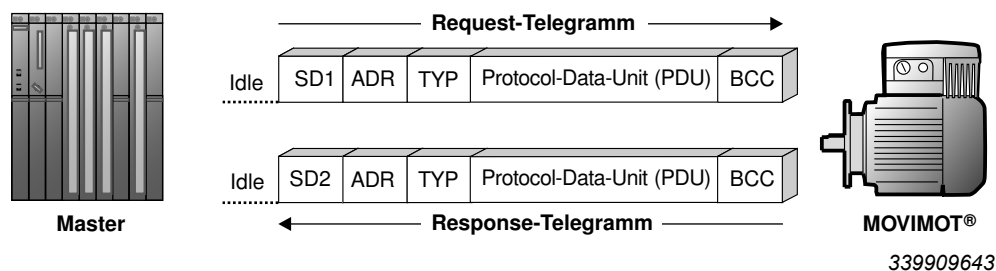 Request-Telegramm
Idle SD1 ADR TYP Protocol-Data-Unit (PDU) BCC
Idle SD2 ADR TYP Protocol-Data-Unit (PDU) BCC
Master Response-Telegramm MOVIMOT®
339909643